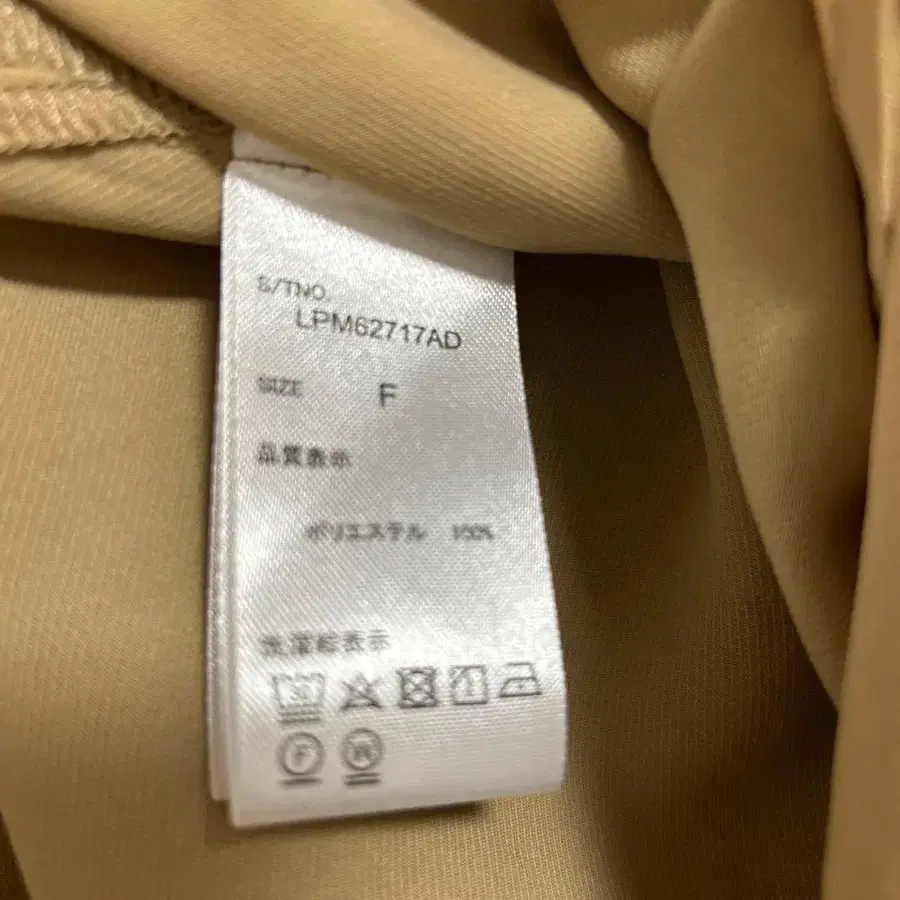 S/TNO.
LPM62717AD
SIZE F
品質表示
ポリエステル 100%
洗濯絵表示
F
W